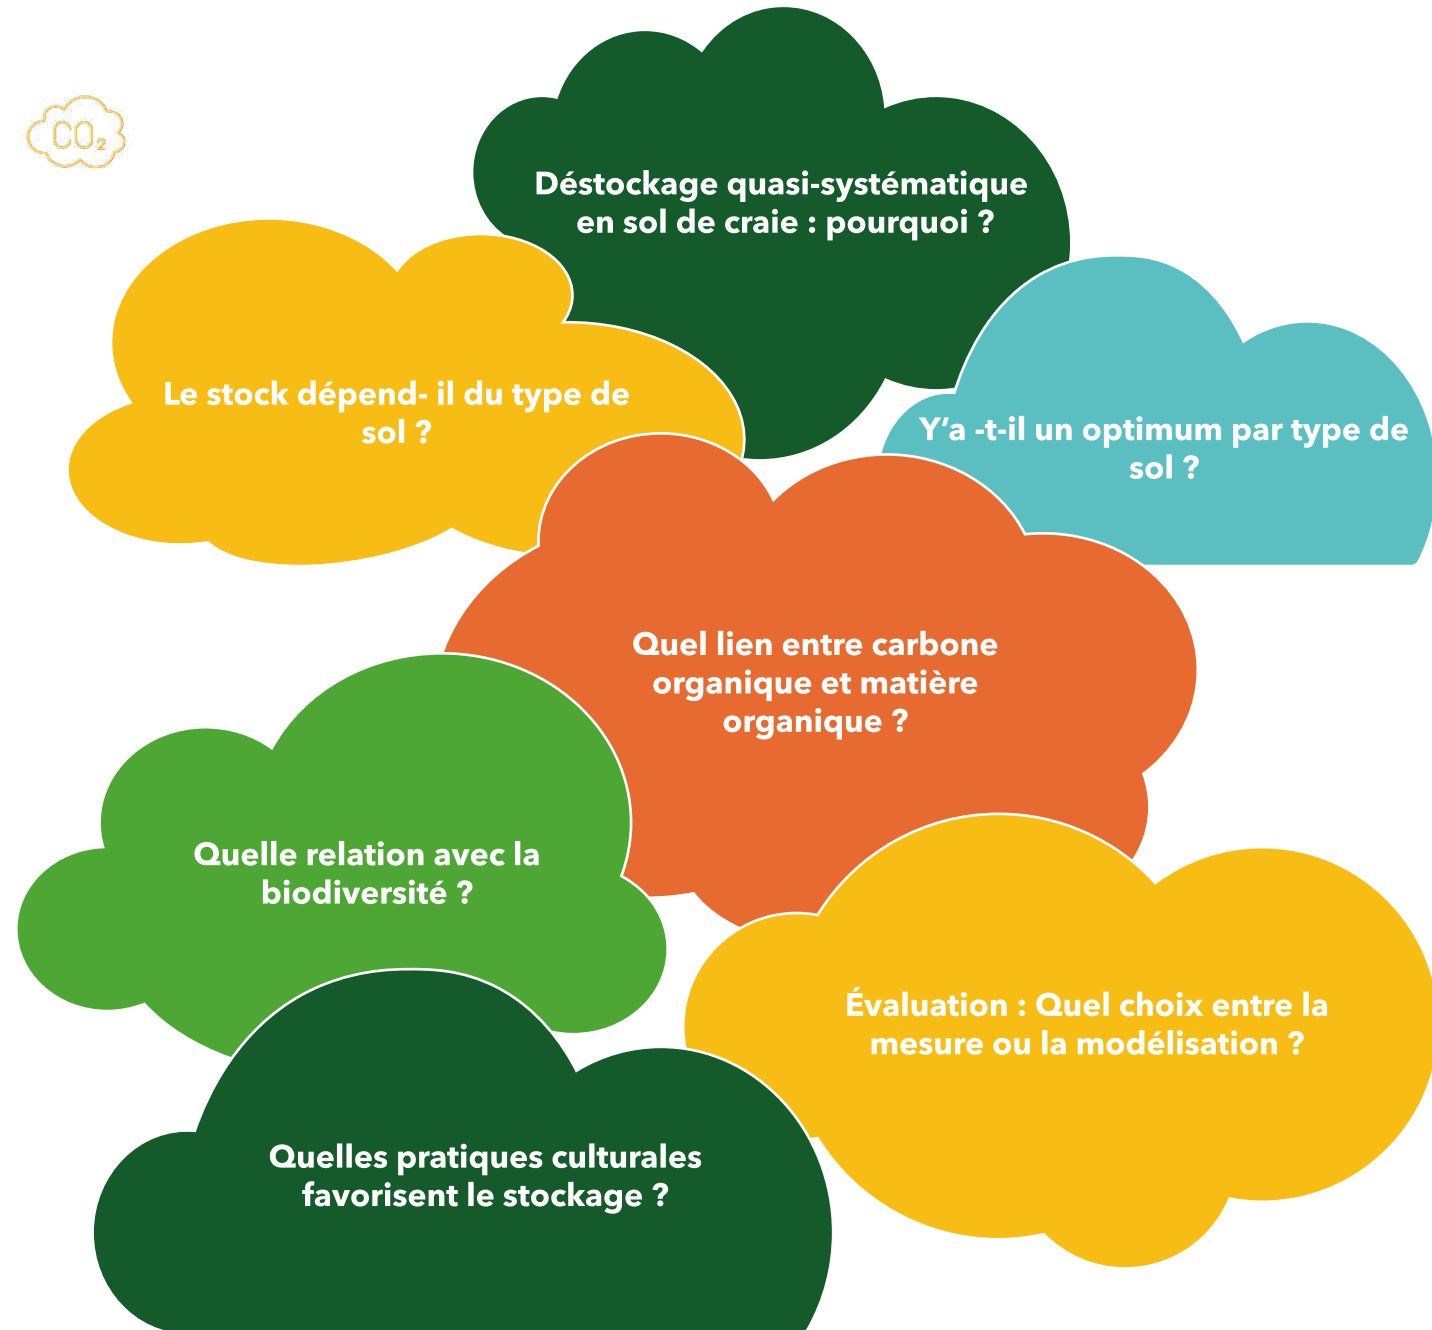 CO₂
Déstockage quasi-systématique
en sol de craie : pourquoi ?
Le stock dépend- il du type de
sol ?
Y’a -t-il un optimum par type de
sol ?
Quel lien entre carbone
organique et matière
organique ?
Quelle relation avec la
biodiversité ?
Évaluation : Quel choix entre la
mesure ou la modélisation ?
Quelles pratiques culturales
favorisent le stockage ?